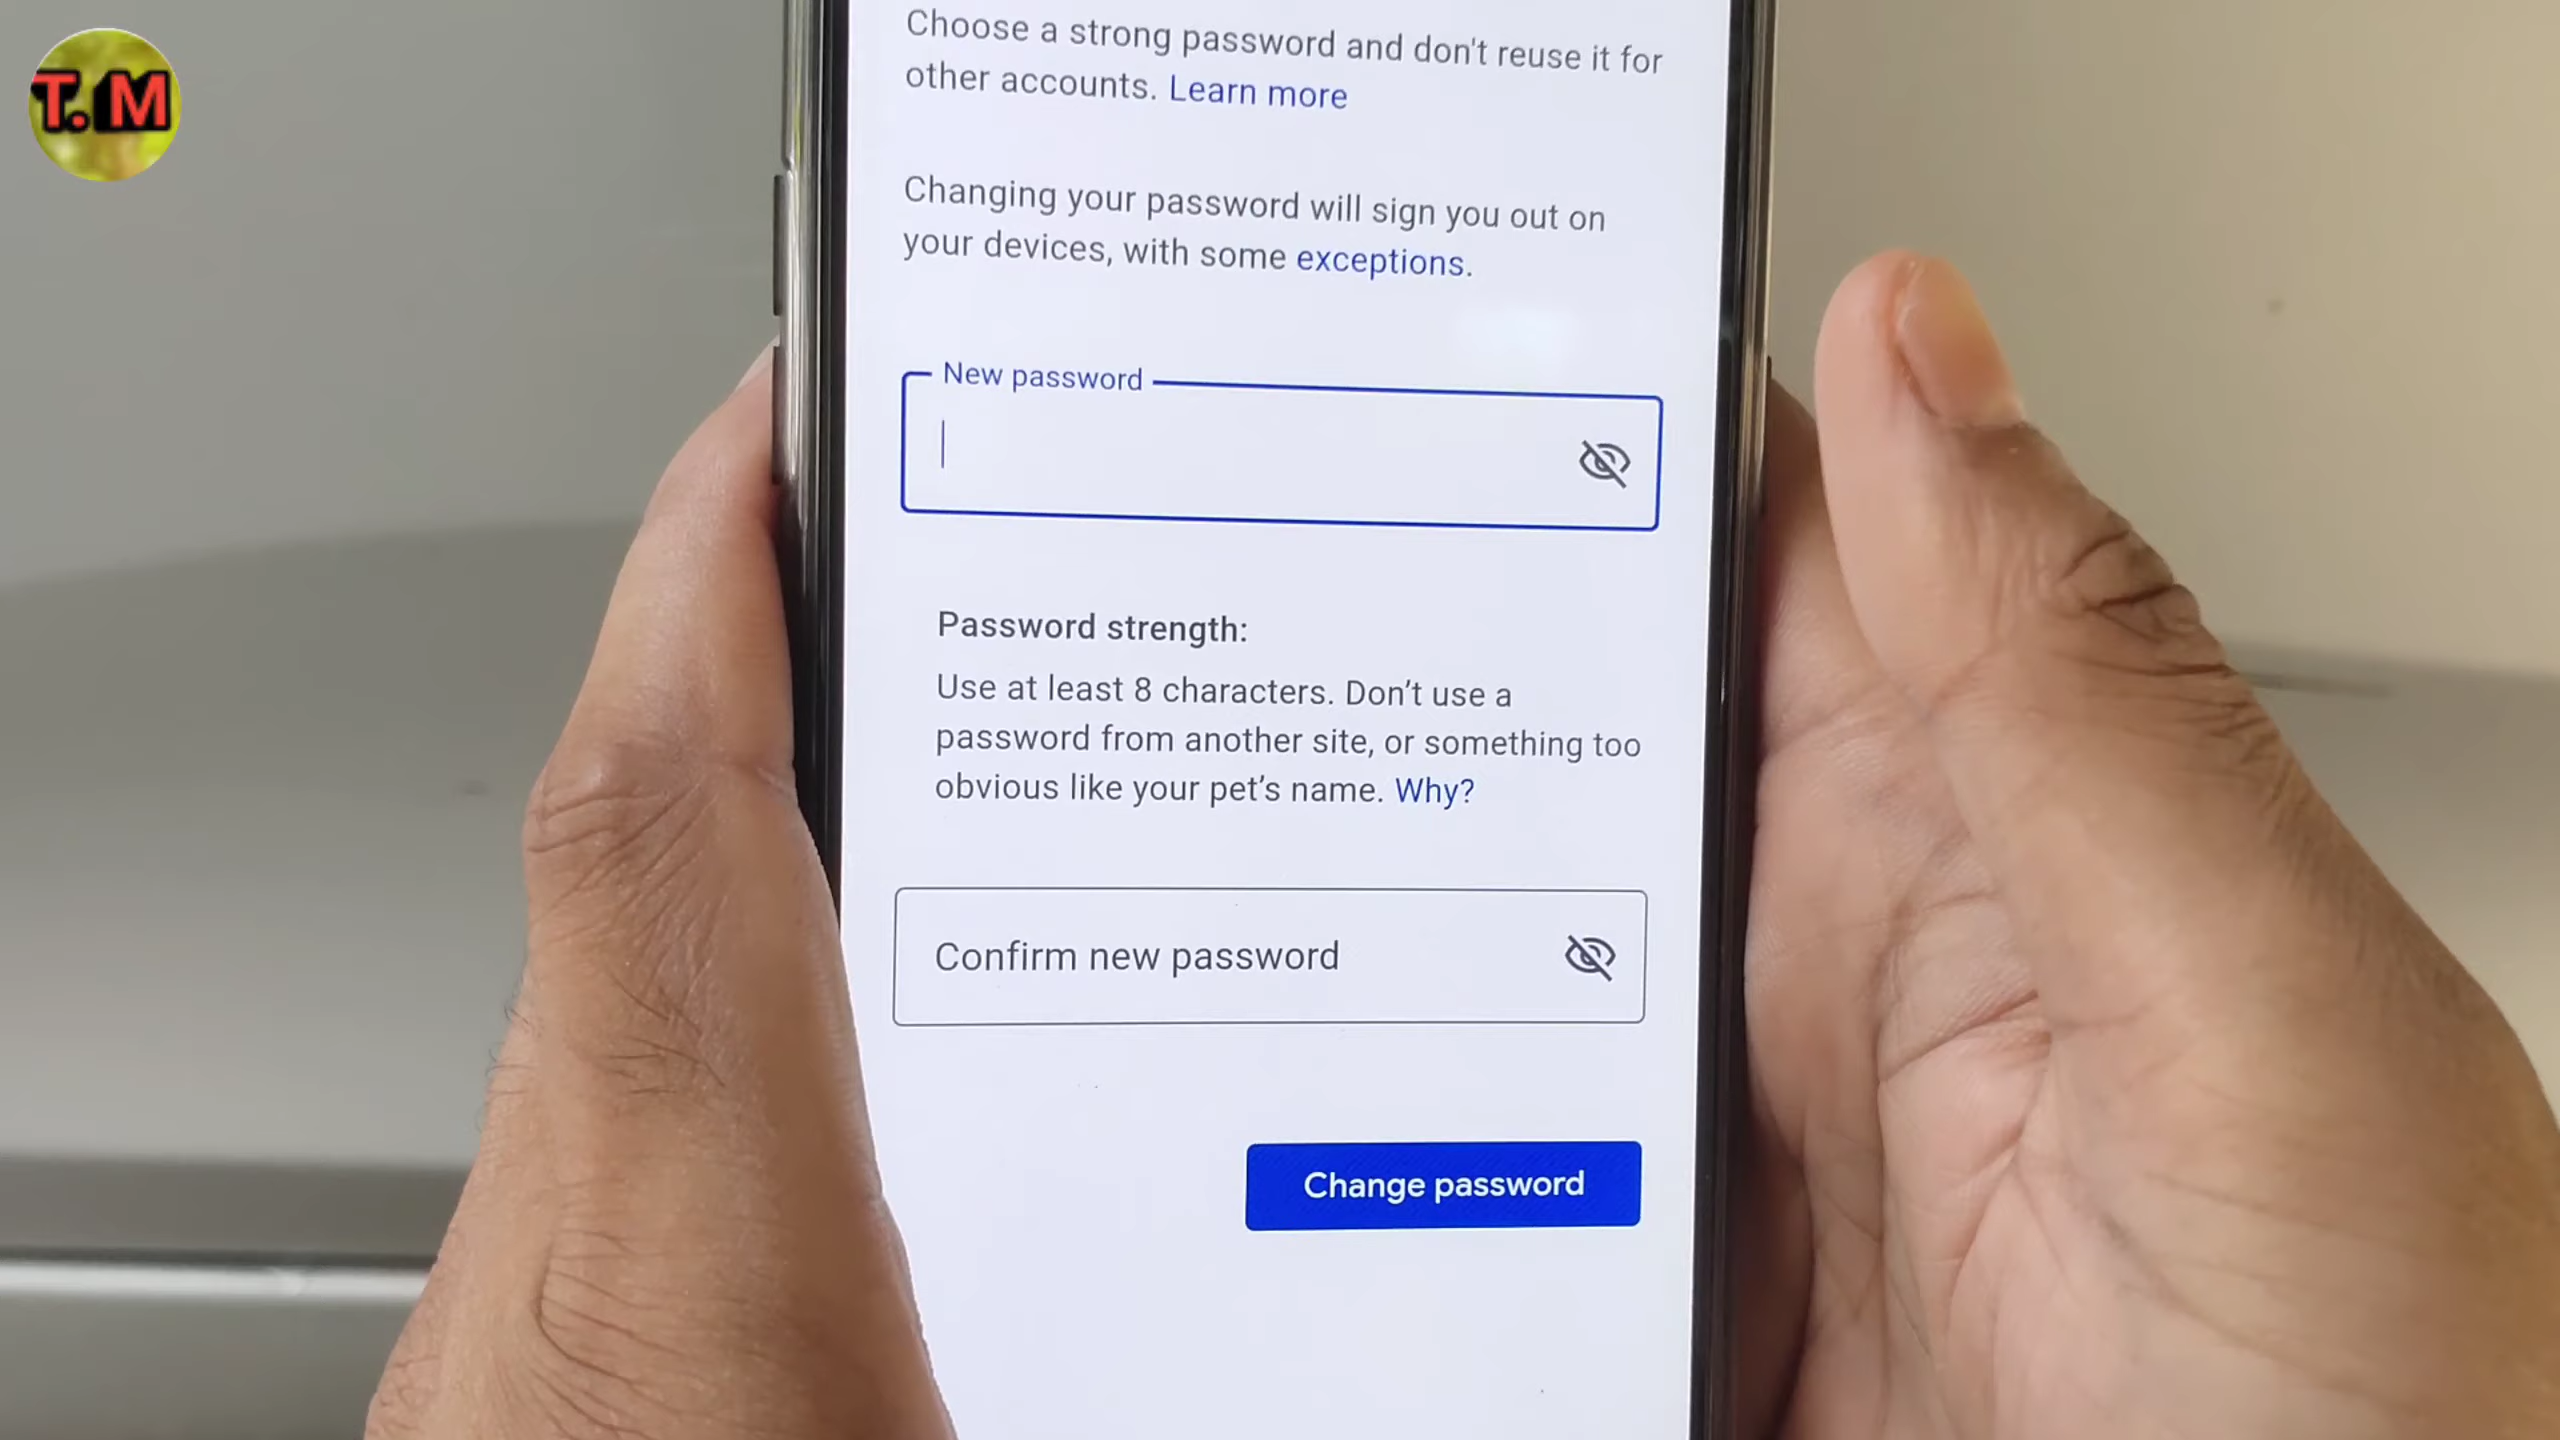 T.M
Choose a strong password and don't reuse it for
other accounts. Learn more
Changing your password will sign you out on
your devices, with some exceptions.
New password
Password strength:
Use at least 8 characters. Don’t use a
password from another site, or something too
obvious like your pet’s name. Why?
Confirm new password
Change password